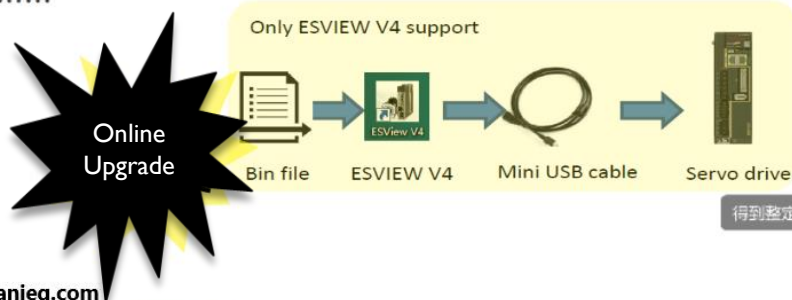 Only ESVIEW V4 support
Online
Upgrade
ESView V4
Bin file
ESVIEW V4
Mini USB cable
Servo drive
得到整定
anieg.com